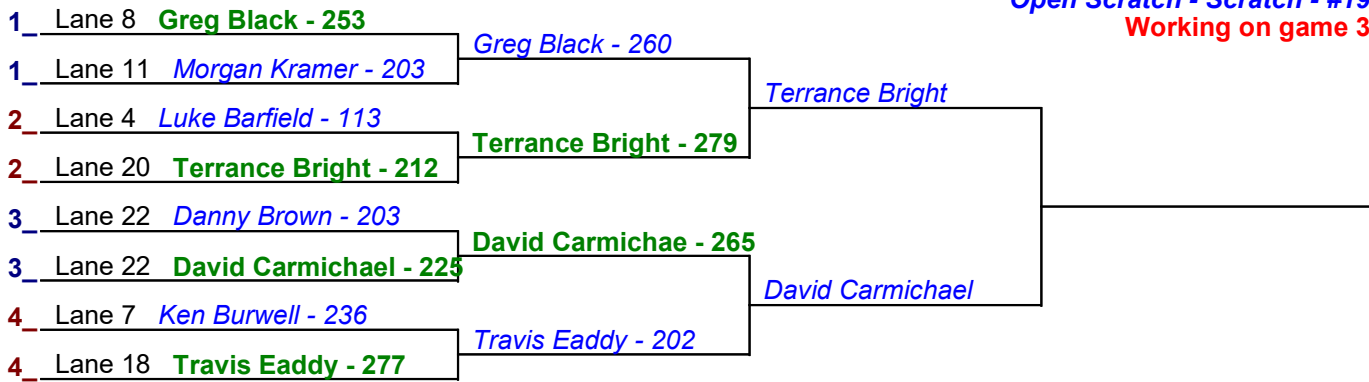 Open Scratch - Scratch - #19
Working on game 3
1_ Lane 8 Greg Black - 253
1_ Lane 11 Morgan Kramer - 203
2_ Lane 4 Luke Barfield - 113
2_ Lane 20 Terrance Bright - 212
3_ Lane 22 Danny Brown - 203
3_ Lane 22 David Carmichael - 225
4_ Lane 7 Ken Burwell - 236
4_ Lane 18 Travis Eaddy - 277
Greg Black - 260
Terrance Bright - 279
David Carmichae - 265
Travis Eaddy - 202
Terrance Bright
David Carmichael